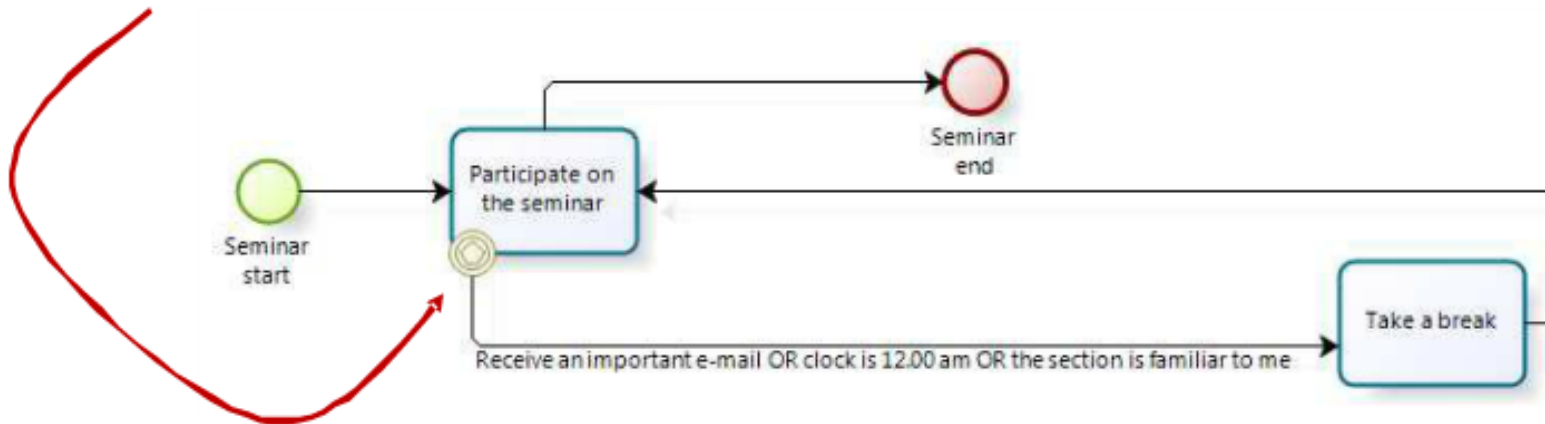 Seminar
end
Participate on
the seminar
Seminar
start
Take a break
Receive an important e-mail OR clock is 12.00 am OR the section is familiar to me